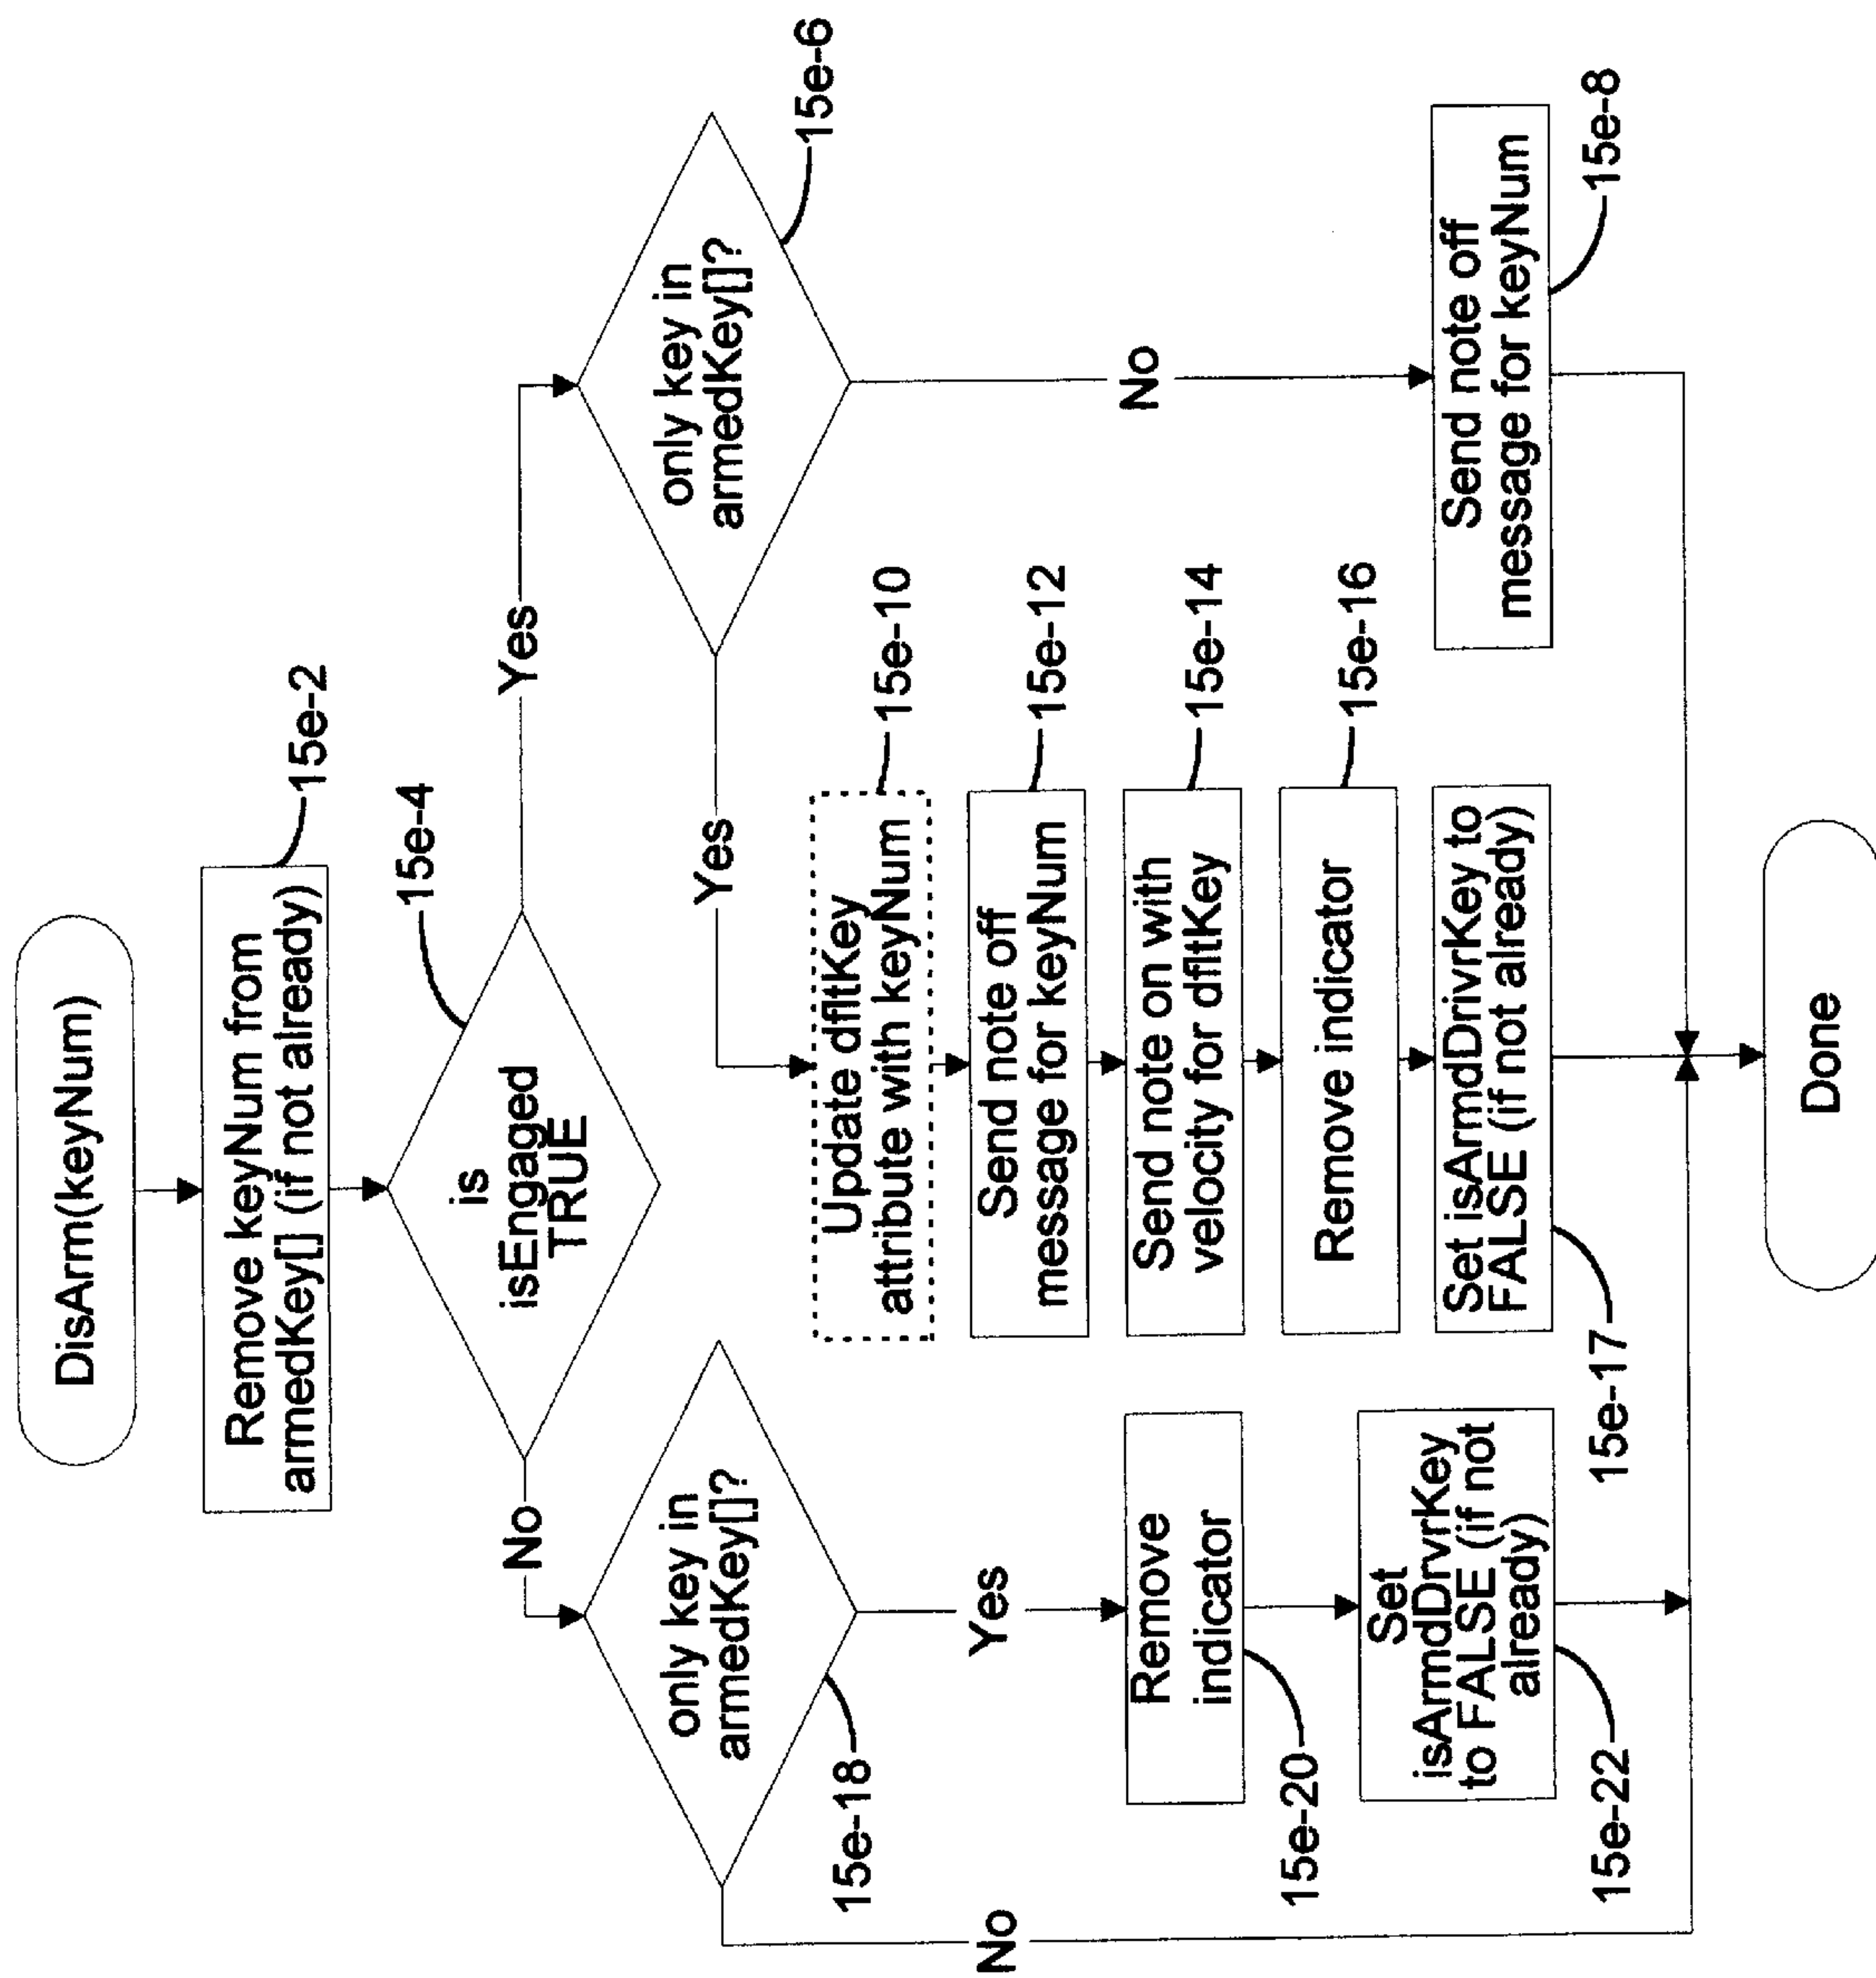 DisArm(keyNum)
Remove keyNum from
armedKey[] (if not already)
15e-2
is
isEngaged
TRUE
15e-4
No
Yes
only key in
armedKey[]?
15e-18
only key in
armedKey[]?
15e-6
Yes
Update dfltKey
attribute with keyNum
15e-10
Send note off
message for keyNum
15e-12
Send note on with
velocity for dfltKey
15e-14
Remove indicator
15e-16
Set isArmdDrivrKey to
FALSE (if not already)
15e-17
No
Yes
Remove
indicator
15e-20
Set
isArmdDrvrKey
to FALSE (if not
already)
15e-22
No
Send note off
message for keyNum
15e-8
Done